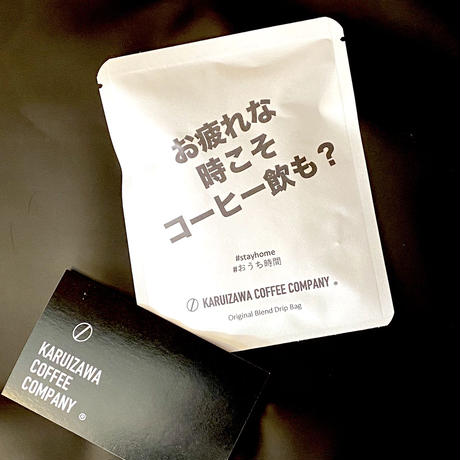 お疲れな
時こそ
コーヒー飲も？
#stayhome
#おうち時間
KARUIZAWA COFFEE COMPANY ®
Original Blend Drip Bag
KARUIZAWA
COFFEE
COMPANY ®